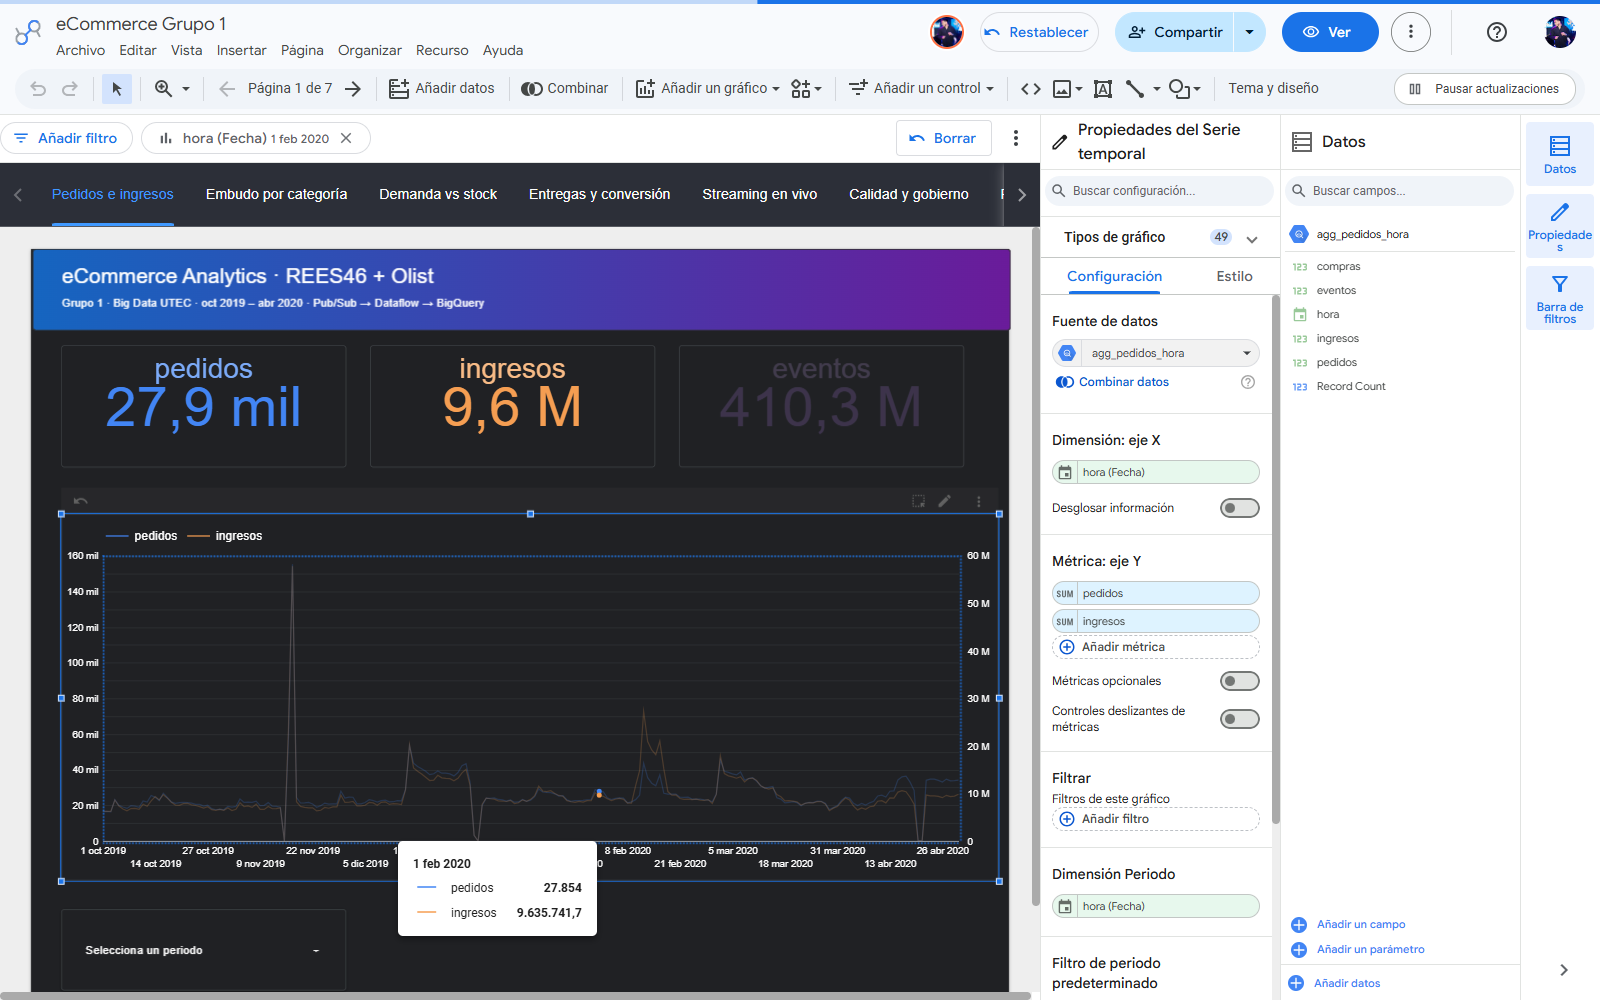 eCommerce Grupo 1
Archivo Editar Vista Insertar Página Organizar Recurso Ayuda
Restablecer
Compartir
Ver
Página 1 de 7
Añadir datos
Combinar
Añadir un gráfico
Añadir un control
Tema y diseño
Pausar actualizaciones
Añadir filtro
hora (Fecha) 1 feb 2020
Borrar
Pedidos e ingresos
Embudo por categoría
Demanda vs stock
Entregas y conversión
Streaming en vivo
Calidad y gobierno
eCommerce Analytics · REES46 + Olist
Grupo 1 · Big Data UTEC · oct 2019 – abr 2020 · Pub/Sub → Dataflow → BigQuery
pedidos
27,9 mil
ingresos
9,6 M
eventos
410,3 M
pedidos ingresos
160 mil
140 mil
120 mil
100 mil
80 mil
60 mil
40 mil
20 mil
0
60 M
50 M
40 M
30 M
20 M
10 M
0
1 oct 2019
14 oct 2019
27 oct 2019
9 nov 2019
22 nov 2019
5 dic 2019
8 feb 2020
21 feb 2020
5 mar 2020
18 mar 2020
31 mar 2020
13 abr 2020
26 abr 2020
1 feb 2020
pedidos 27.854
ingresos 9.635.741,7
Selecciona un periodo
Propiedades del Serie
temporal
Buscar configuración...
Tipos de gráfico 49
Configuración
Estilo
Fuente de datos
agg_pedidos_hora
Combinar datos
Dimensión: eje X
hora (Fecha)
Desglosar información
Métrica: eje Y
SUM pedidos
SUM ingresos
Añadir métrica
Métricas opcionales
Controles deslizantes de
métricas
Filtrar
Filtros de este gráfico
Añadir filtro
Dimensión Periodo
hora (Fecha)
Filtro de periodo
predeterminado
Datos
Buscar campos...
agg_pedidos_hora
123 compras
123 eventos
hora
123 ingresos
123 pedidos
123 Record Count
Añadir un campo
Añadir un parámetro
Añadir datos
Datos
Propiedade
s
Barra de
filtros